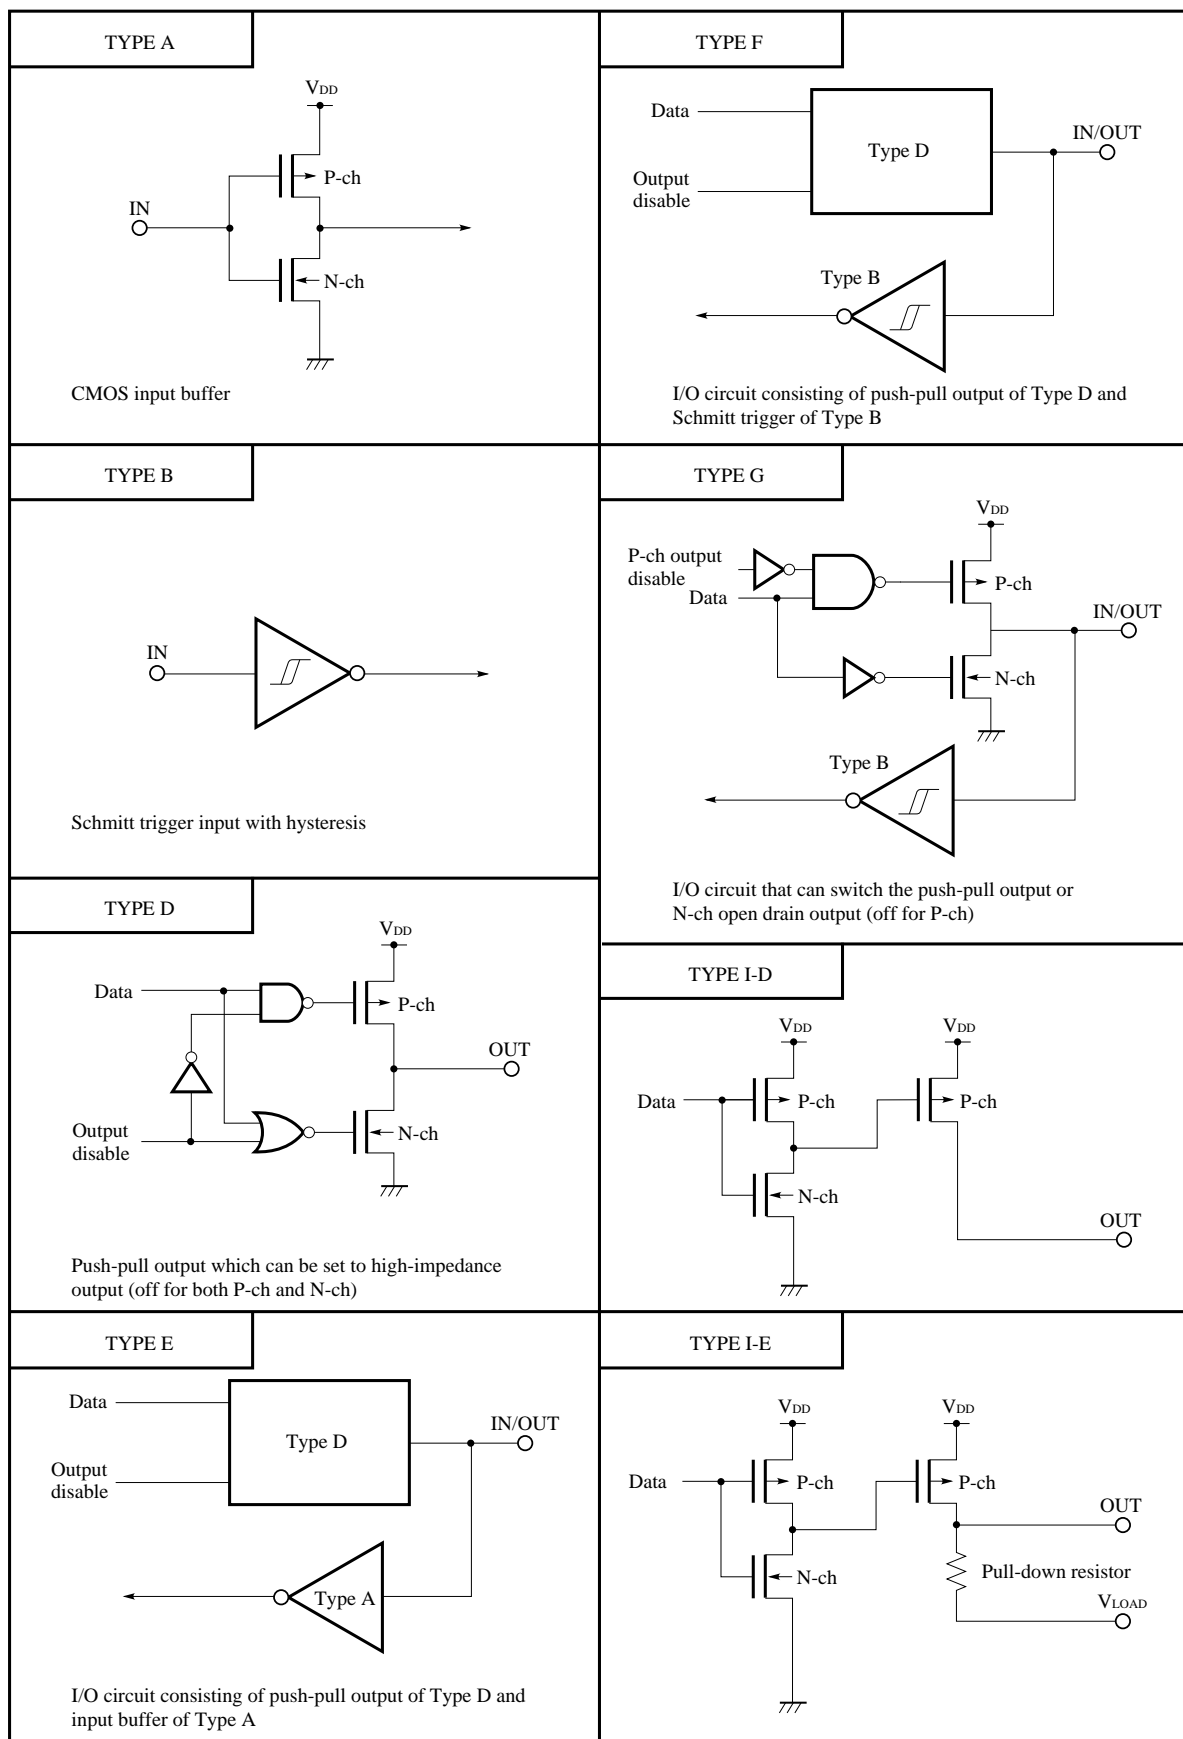 TYPE A
VDD
P-ch
IN
N-ch
CMOS input buffer
TYPE B
IN
Schmitt trigger input with hysteresis
TYPE D
VDD
Data
P-ch
OUT
Output
disable
N-ch
Push-pull output which can be set to high-impedance
output (off for both P-ch and N-ch)
TYPE E
Data
Type D
IN/OUT
Output
disable
Type A
I/O circuit consisting of push-pull output of Type D and
input buffer of Type A
TYPE F
Data
Type D
IN/OUT
Output
disable
Type B
I/O circuit consisting of push-pull output of Type D and
Schmitt trigger of Type B
TYPE G
VDD
P-ch output
disable
P-ch
Data
IN/OUT
N-ch
Type B
I/O circuit that can switch the push-pull output or
N-ch open drain output (off for P-ch)
TYPE I-D
VDD
VDD
Data
P-ch
P-ch
N-ch
OUT
TYPE I-E
VDD
VDD
Data
P-ch
P-ch
OUT
N-ch
Pull-down resistor
VLOAD